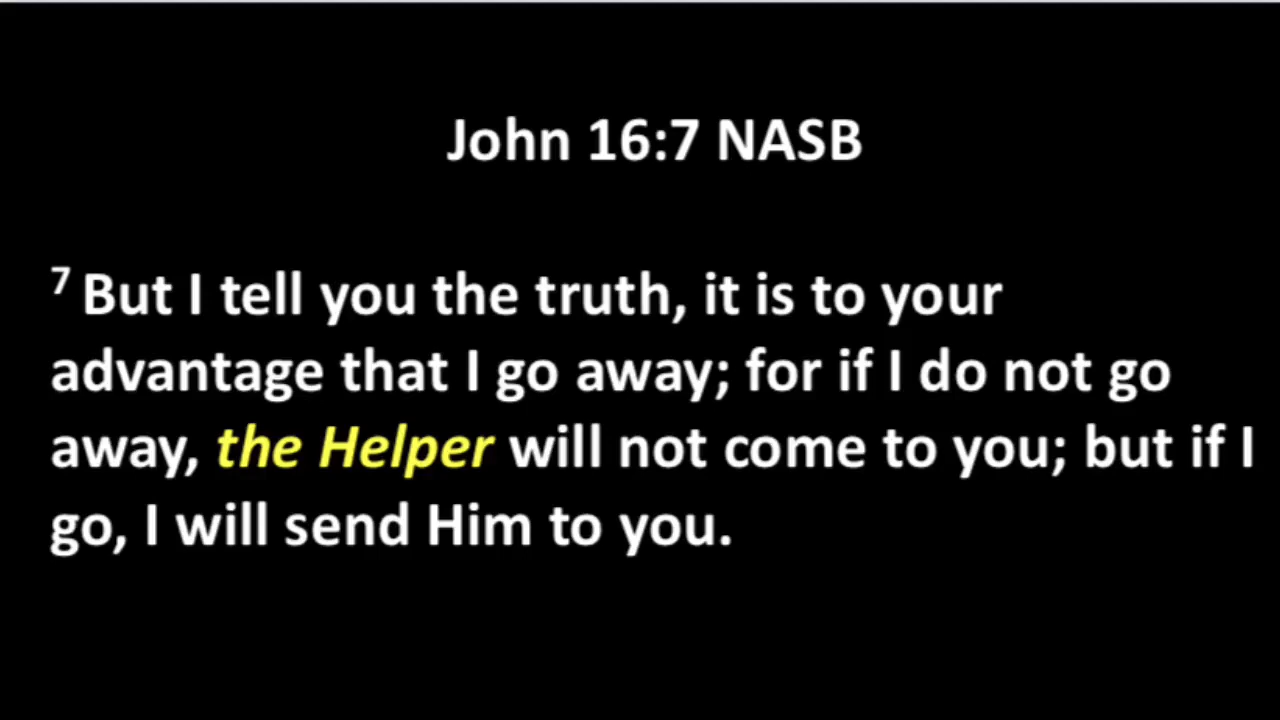 John 16:7 NASB
7 But I tell you the truth, it is to your
advantage that I go away; for if I do not go
away, the Helper will not come to you; but if I
go, I will send Him to you.